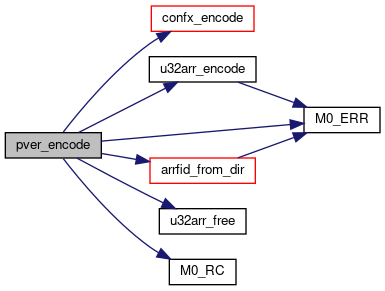 confx_encode
u32arr_encode
M0_ERR
pver_encode
arrfid_from_dir
u32arr_free
M0_RC